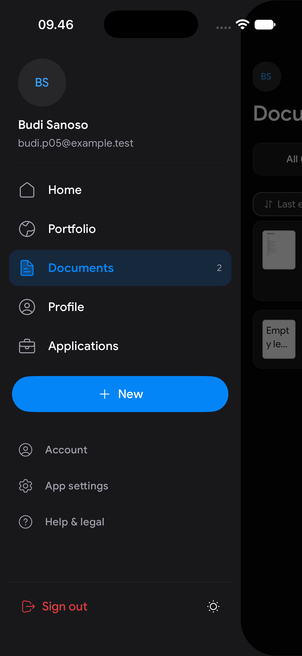 09.46
BS
Budi Sanoso
budi.p05@example.test
Home
Portfolio
Documents
2
Profile
Applications
New
Account
App settings
Help & legal
Sign out
BS
Docu
All
Last e
Empt
y le...